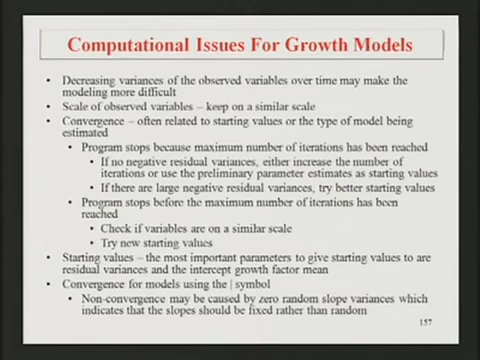 Computational Issues For Growth Models
• Decreasing variances of the observed variables over time may make the
modeling more difficult
• Scale of observed variables – keep on a similar scale
• Convergence – often related to starting values or the type of model being
estimated
• Program stops because maximum number of iterations has been reached
• If no negative residual variances, either increase the number of
iterations or use the preliminary parameter estimates as starting values
• If there are large negative residual variances, try better starting values
• Program stops before the maximum number of iterations has been
reached
• Check if variables are on a similar scale
• Try new starting values
• Starting values – the most important parameters to give starting values to are
residual variances and the intercept growth factor mean
• Convergence for models using the | symbol
• Non-convergence may be caused by zero random slope variances which
indicates that the slopes should be fixed rather than random
157